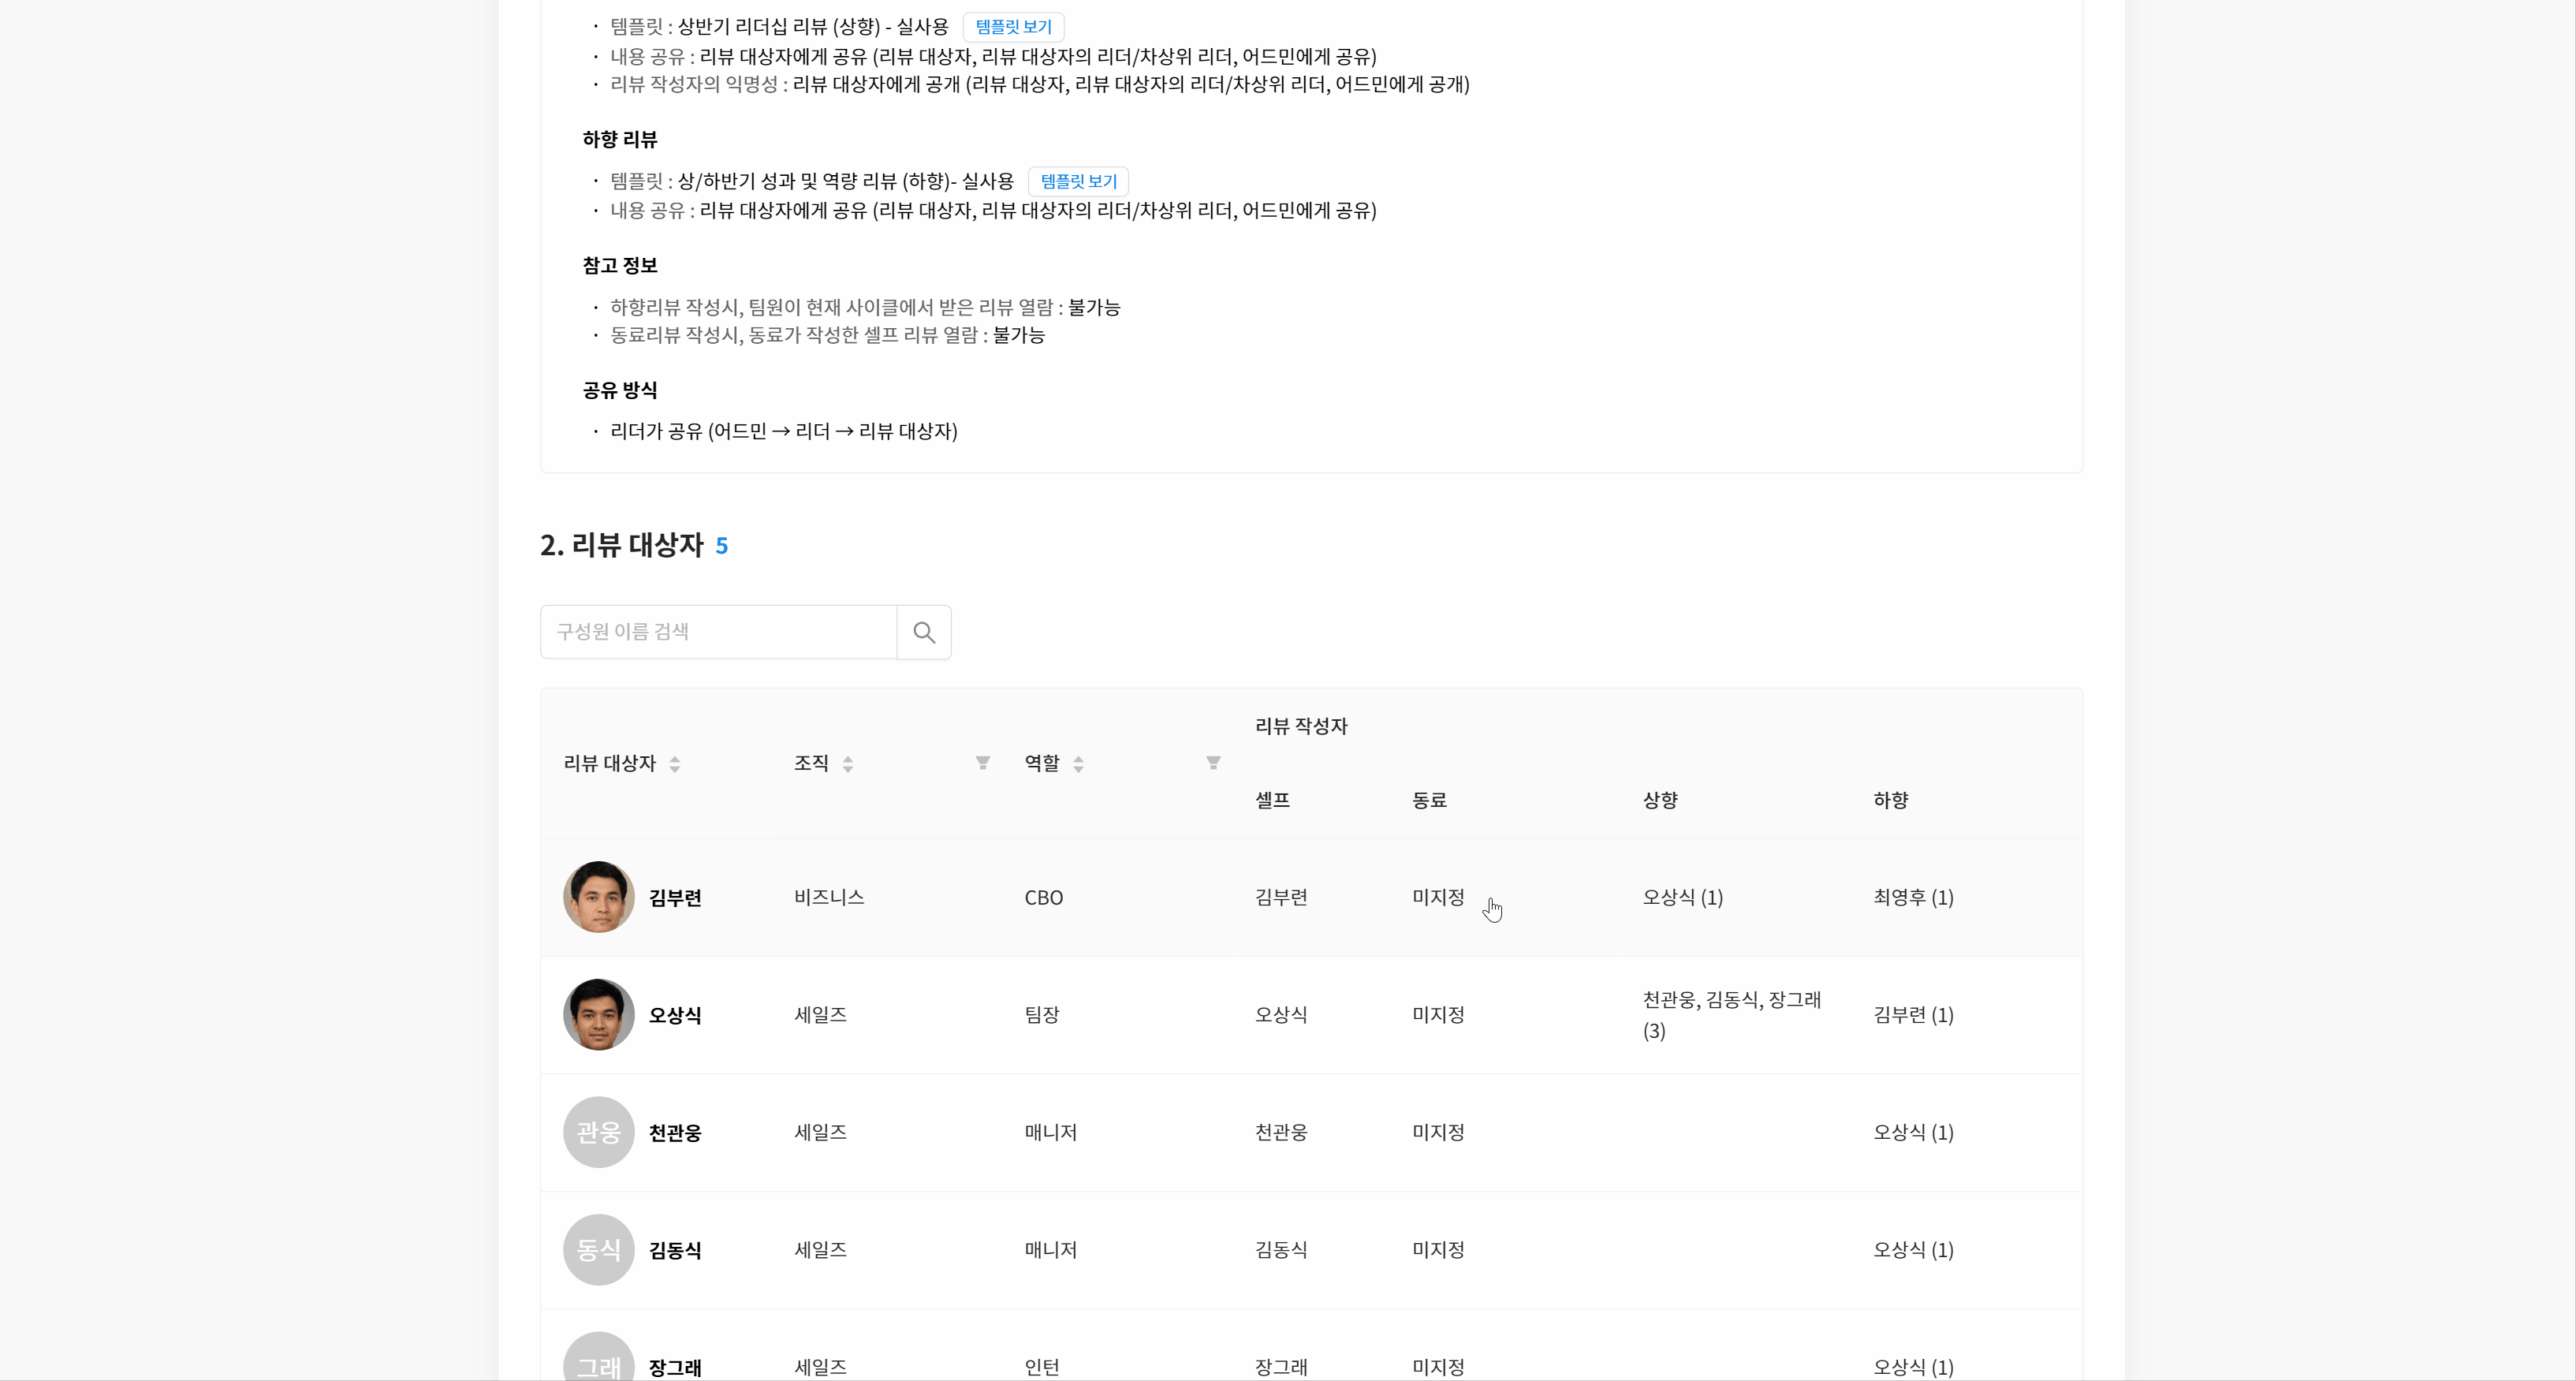 · 템플릿 : 상반기 리더십 리뷰 (상향) - 실사용 템플릿 보기
· 내용 공유 : 리뷰 대상자에게 공유 (리뷰 대상자, 리뷰 대상자의 리더/차상위 리더, 어드민에게 공유)
· 리뷰 작성자의 익명성 : 리뷰 대상자에게 공개 (리뷰 대상자, 리뷰 대상자의 리더/차상위 리더, 어드민에게 공개)
하향 리뷰
· 템플릿 : 상/하반기 성과 및 역량 리뷰 (하향)- 실사용 템플릿 보기
· 내용 공유 : 리뷰 대상자에게 공유 (리뷰 대상자, 리뷰 대상자의 리더/차상위 리더, 어드민에게 공유)
참고 정보
· 하향리뷰 작성시, 팀원이 현재 사이클에서 받은 리뷰 열람 : 불가능
· 동료리뷰 작성시, 동료가 작성한 셀프 리뷰 열람 : 불가능
공유 방식
· 리더가 공유 (어드민 → 리더 → 리뷰 대상자)
2. 리뷰 대상자 5
구성원 이름 검색
리뷰 작성자
리뷰 대상자 조직 역할
셀프 동료 상향 하향
김부련 비즈니스 CBO 김부련 미지정 오상식 (1) 최영후 (1)
오상식 세일즈 팀장 오상식 미지정 천관웅, 김동식, 장그래 (3) 김부련 (1)
관웅 천관웅 세일즈 매니저 천관웅 미지정 오상식 (1)
동식 김동식 세일즈 매니저 김동식 미지정 오상식 (1)
그래 장그래 세일즈 인턴 장그래 미지정 오상식 (1)